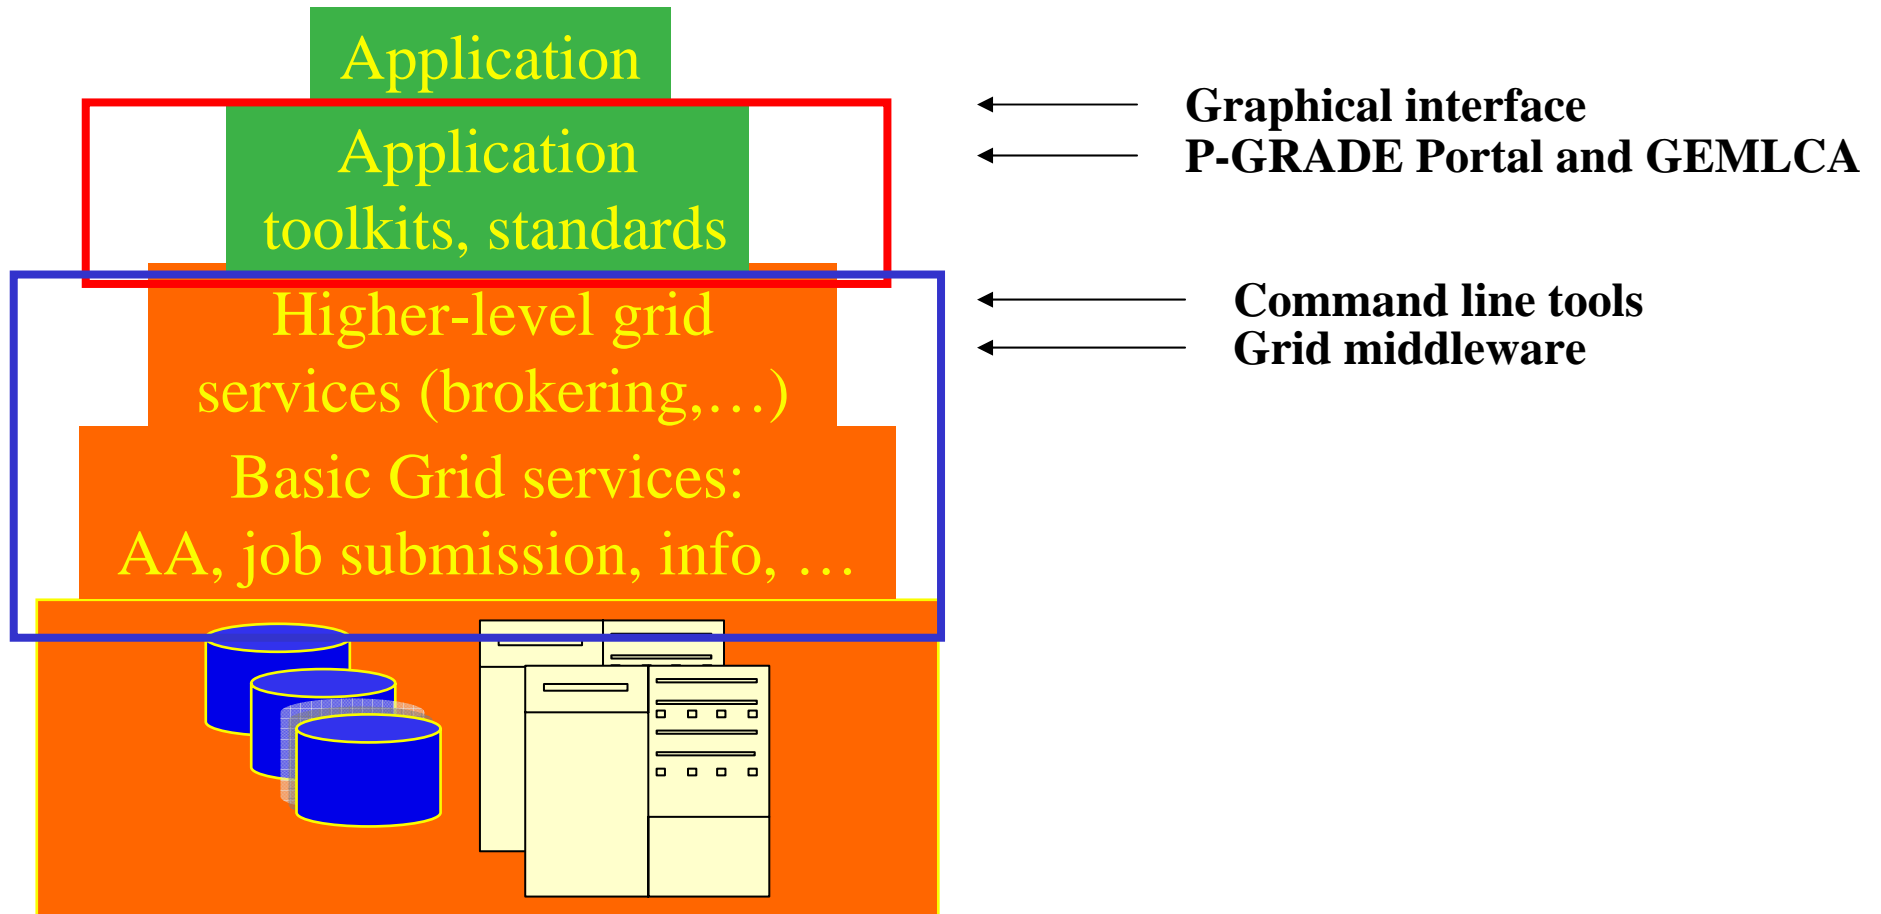 Application
Application
toolkits, standards
Higher-level grid
services (brokering,…)
Basic Grid services:
AA, job submission, info, …
Graphical interface
P-GRADE Portal and GEMLCA
Command line tools
Grid middleware